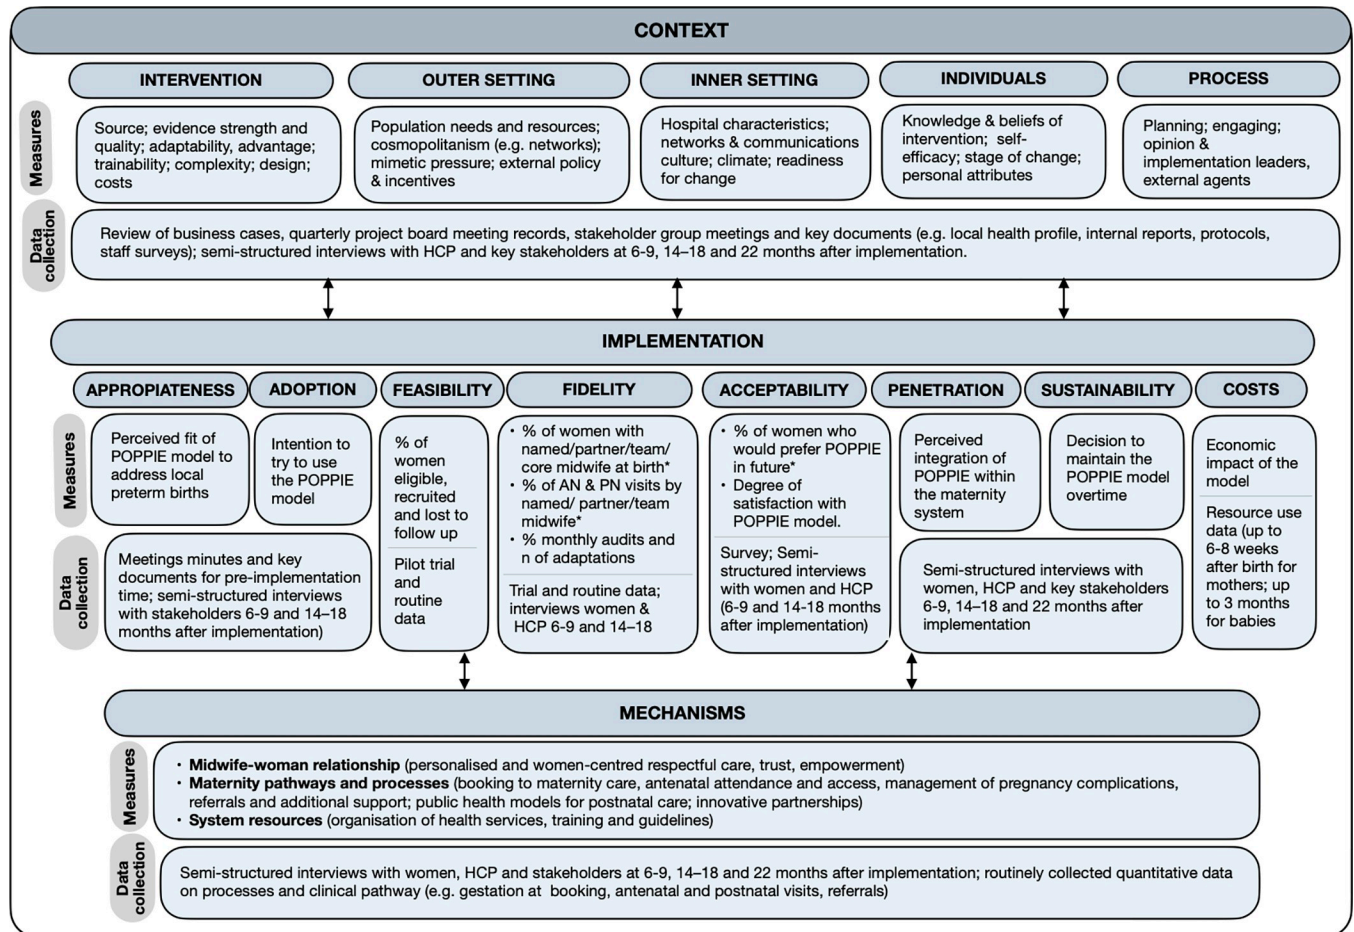 CONTEXT
INTERVENTION
OUTER SETTING
INNER SETTING
INDIVIDUALS
PROCESS
Measures
Source; evidence strength and
quality; adaptability, advantage;
trainability; complexity; design;
costs
Population needs and resources;
cosmopolitanism (e.g. networks);
mimetic pressure; external policy
& incentives
Hospital characteristics;
networks & communications
culture; climate; readiness
for change
Knowledge & beliefs of
intervention; self-
efficacy; stage of change;
personal attributes
Planning; engaging;
opinion &
implementation leaders,
external agents
Data
collection
Review of business cases, quarterly project board meeting records, stakeholder group meetings and key documents (e.g. local health profile, internal reports, protocols,
staff surveys); semi-structured interviews with HCP and key stakeholders at 6-9, 14–18 and 22 months after implementation.
IMPLEMENTATION
APPROPIATENESS
ADOPTION
FEASIBILITY
FIDELITY
ACCEPTABILITY
PENETRATION
SUSTAINABILITY
COSTS
Measures
Perceived fit of
POPPIE model to
address local
preterm births
Intention to
try to use
the POPPIE
model
% of
women
eligible,
recruited
and lost to
follow up
• % of women with
named/partner/team/
core midwife at birth*
• % of AN & PN visits by
named/ partner/team
midwife*
• % monthly audits and
n of adaptations
• % of women who
would prefer POPPIE
in future*
• Degree of
satisfaction with
POPPIE model.
Perceived
integration of
POPPIE within
the maternity
system
Decision to
maintain the
POPPIE model
overtime
Economic
impact of the
model
Data
collection
Meetings minutes and key
documents for pre-implementation
time; semi-structured interviews
with stakeholders 6-9 and 14–18
months after implementation)
Pilot trial
and
routine
data
Trial and routine data;
interviews women &
HCP 6-9 and 14–18
Survey; Semi-
structured interviews
with women and HCP
(6-9 and 14-18 months
after implementation)
Semi-structured interviews with
women, HCP and key stakeholders
6-9, 14–18 and 22 months after
implementation
Resource use
data (up to
6-8 weeks
after birth for
mothers; up
to 3 months
for babies
MECHANISMS
Measures
• Midwife-woman relationship (personalised and women-centred respectful care, trust, empowerment)
• Maternity pathways and processes (booking to maternity care, antenatal attendance and access, management of pregnancy complications,
referrals and additional support; public health models for postnatal care; innovative partnerships)
• System resources (organisation of health services, training and guidelines)
Data
collection
Semi-structured interviews with women, HCP and stakeholders at 6-9, 14–18 and 22 months after implementation; routinely collected quantitative data
on processes and clinical pathway (e.g. gestation at booking, antenatal and postnatal visits, referrals)